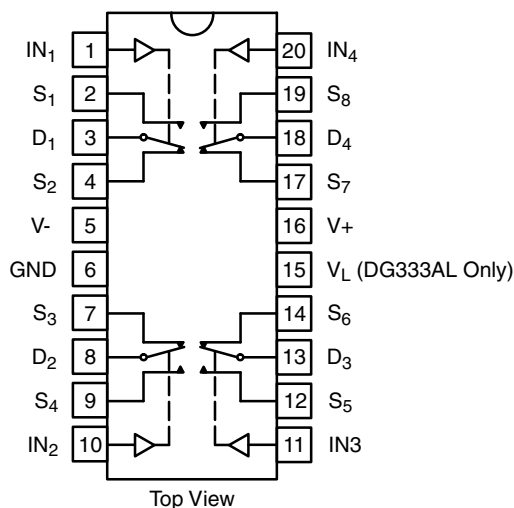 IN1 1 20 IN4
S1 2 19 S8
D1 3 18 D4
S2 4 17 S7
V- 5 16 V+
GND 6 15 VL (DG333AL Only)
S3 7 14 S6
D2 8 13 D3
S4 9 12 S5
IN2 10 11 IN3
Top View